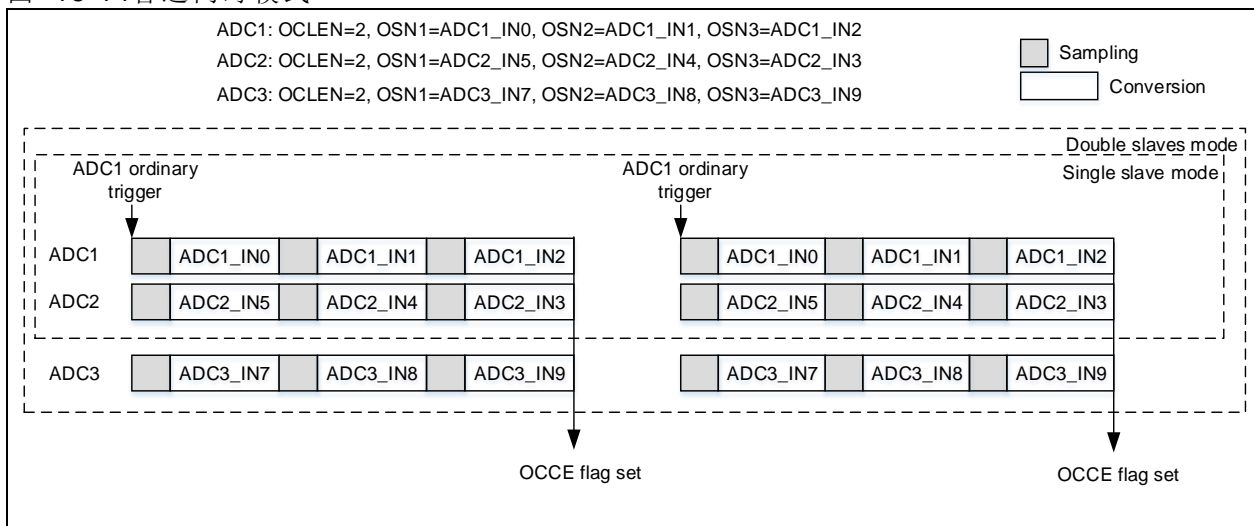 ADC1: OCLEN=2, OSN1=ADC1_IN0, OSN2=ADC1_IN1, OSN3=ADC1_IN2
ADC2: OCLEN=2, OSN1=ADC2_IN5, OSN2=ADC2_IN4, OSN3=ADC2_IN3
ADC3: OCLEN=2, OSN1=ADC3_IN7, OSN2=ADC3_IN8, OSN3=ADC3_IN9
Sampling
Conversion
Double slaves mode
Single slave mode
ADC1 ordinary
trigger
ADC1 ordinary
trigger
ADC1 ADC1_IN0 ADC1_IN1 ADC1_IN2 ADC1_IN0 ADC1_IN1 ADC1_IN2
ADC2 ADC2_IN5 ADC2_IN4 ADC2_IN3 ADC2_IN5 ADC2_IN4 ADC2_IN3
ADC3 ADC3_IN7 ADC3_IN8 ADC3_IN9 ADC3_IN7 ADC3_IN8 ADC3_IN9
OCCE flag set OCCE flag set